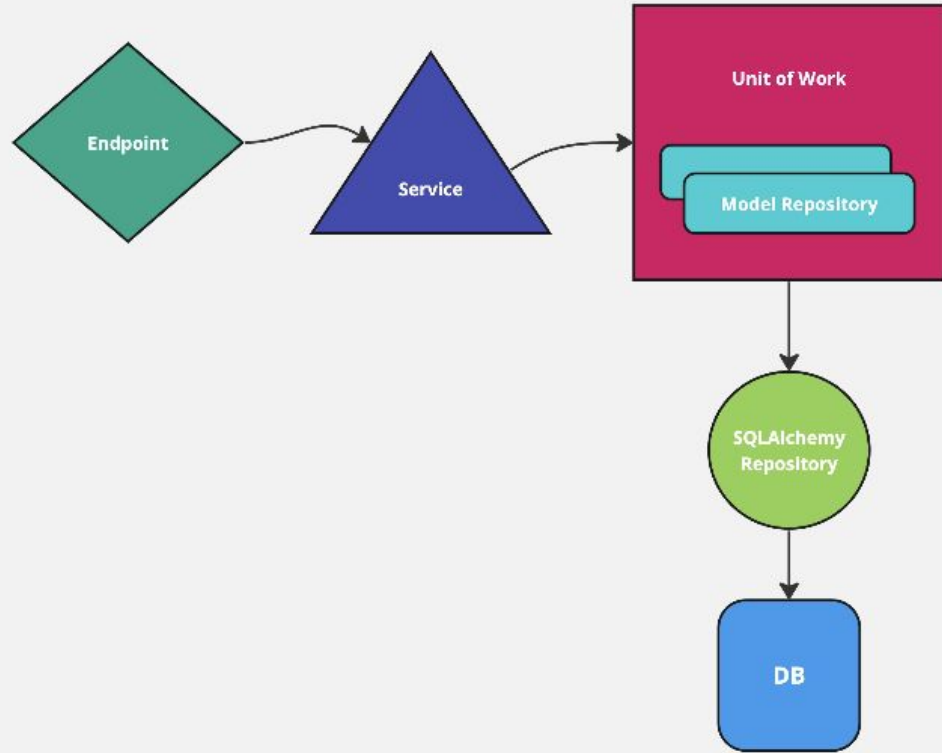 Endpoint
Service
Unit of Work
Model Repository
SQLAlchemy
Repository
DB